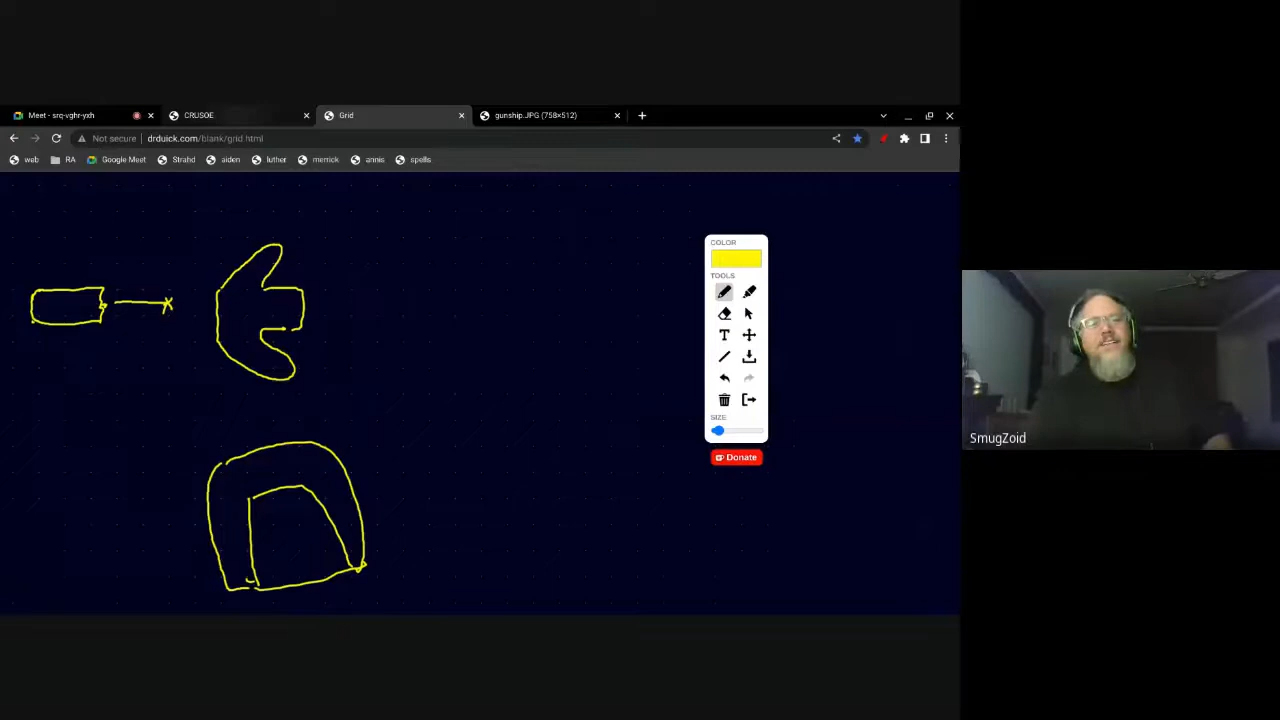 Meet - srq-vghr-yxh
CRUSOE
Grid
gunship.JPG (758×512)
Not secure
drduick.com/blank/grid.html
web
RA
Google Meet
Strahd
aiden
luther
merrick
annis
spells
COLOR
TOOLS
T
SIZE
Donate
SmugZoid